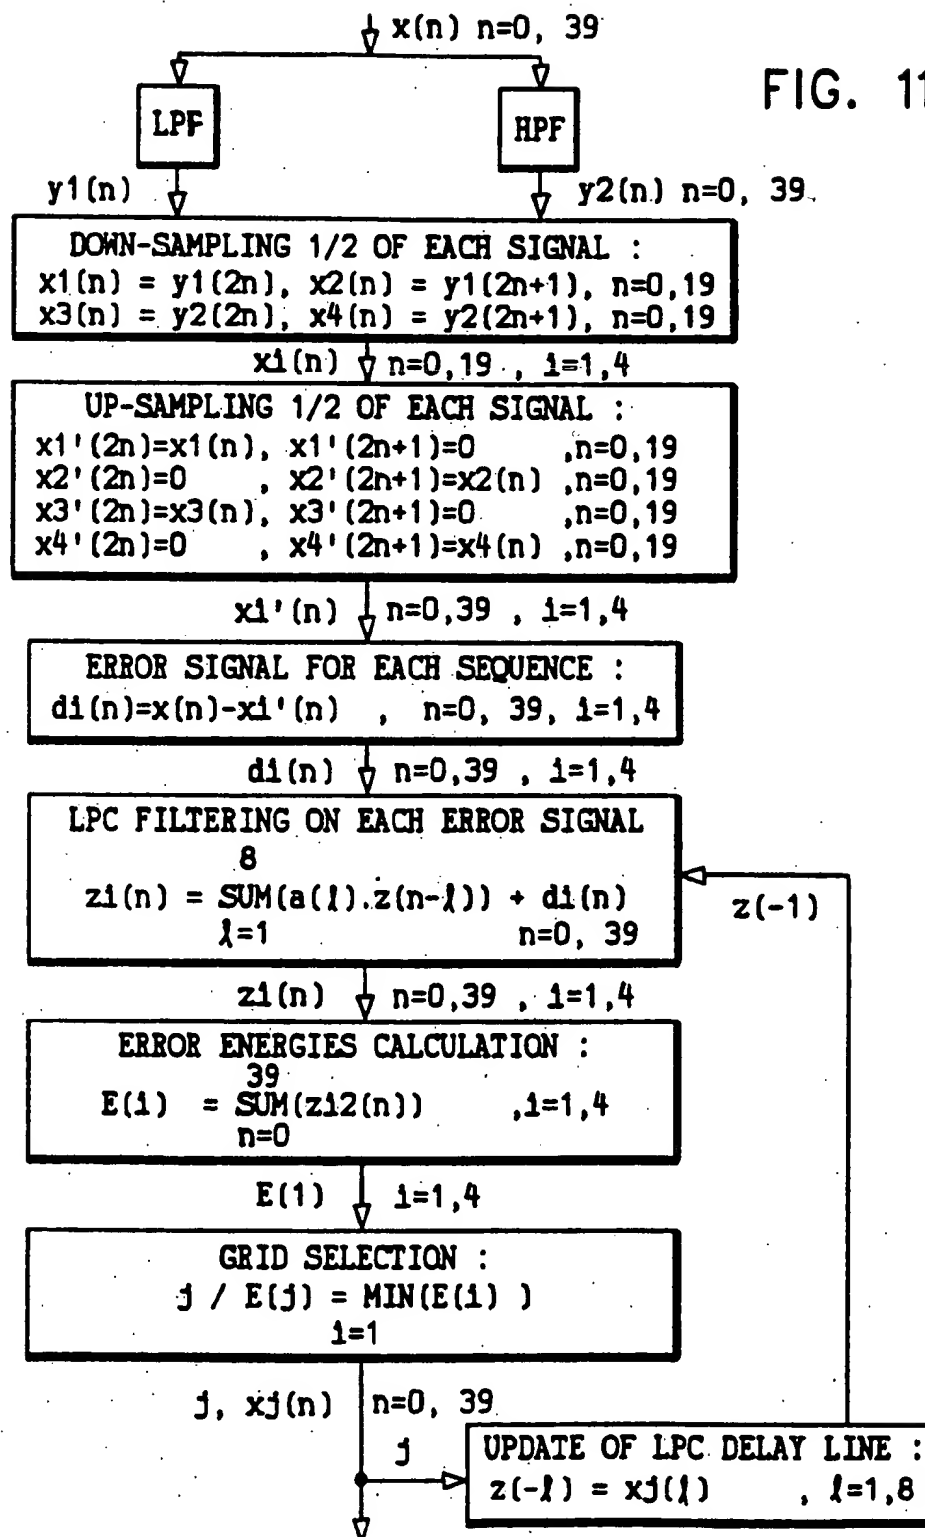 x(n) n=0, 39
FIG. 11
LPF
HPF
y1(n)
y2(n) n=0, 39
DOWN-SAMPLING 1/2 OF EACH SIGNAL :
x1(n) = y1(2n), x2(n) = y1(2n+1), n=0,19
x3(n) = y2(2n), x4(n) = y2(2n+1), n=0,19
xi(n) n=0,19 , i=1,4
UP-SAMPLING 1/2 OF EACH SIGNAL :
x1'(2n)=x1(n), x1'(2n+1)=0 ,n=0,19
x2'(2n)=0 , x2'(2n+1)=x2(n) ,n=0,19
x3'(2n)=x3(n), x3'(2n+1)=0 ,n=0,19
x4'(2n)=0 , x4'(2n+1)=x4(n) ,n=0,19
xi'(n) n=0,39 , i=1,4
ERROR SIGNAL FOR EACH SEQUENCE :
di(n)=x(n)-xi'(n) , n=0, 39, i=1,4
di(n) n=0,39 , i=1,4
LPC FILTERING ON EACH ERROR SIGNAL
8
zi(n) = SUM(a(l).z(n-l)) + di(n)
l=1 n=0, 39
z(-1)
zi(n) n=0,39 , i=1,4
ERROR ENERGIES CALCULATION :
39
E(i) = SUM(zi2(n)) ,i=1,4
n=0
E(1) i=1,4
GRID SELECTION :
j / E(j) = MIN(E(i) )
i=1
j, xj(n) n=0, 39
j
UPDATE OF LPC DELAY LINE :
z(-l) = xj(l) , l=1,8